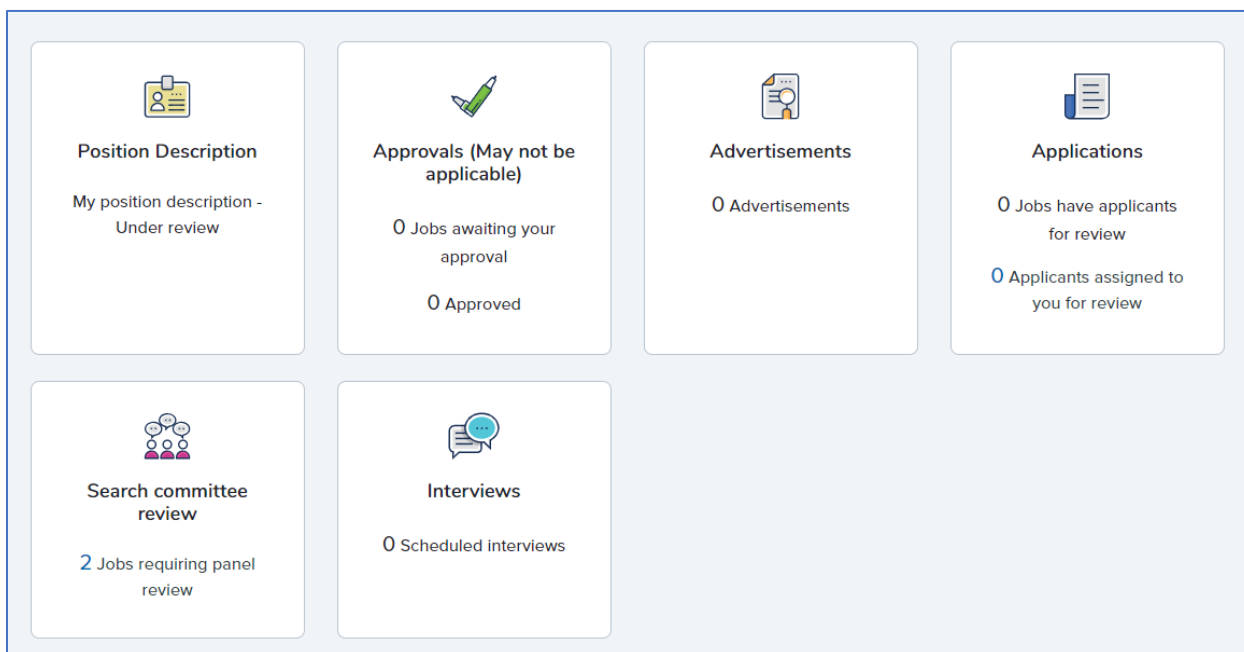 Position Description
My position description -
Under review
Approvals (May not be
applicable)
0 Jobs awaiting your
approval
0 Approved
Advertisements
0 Advertisements
Applications
0 Jobs have applicants
for review
0 Applicants assigned to
you for review
Search committee
review
2 Jobs requiring panel
review
Interviews
0 Scheduled interviews